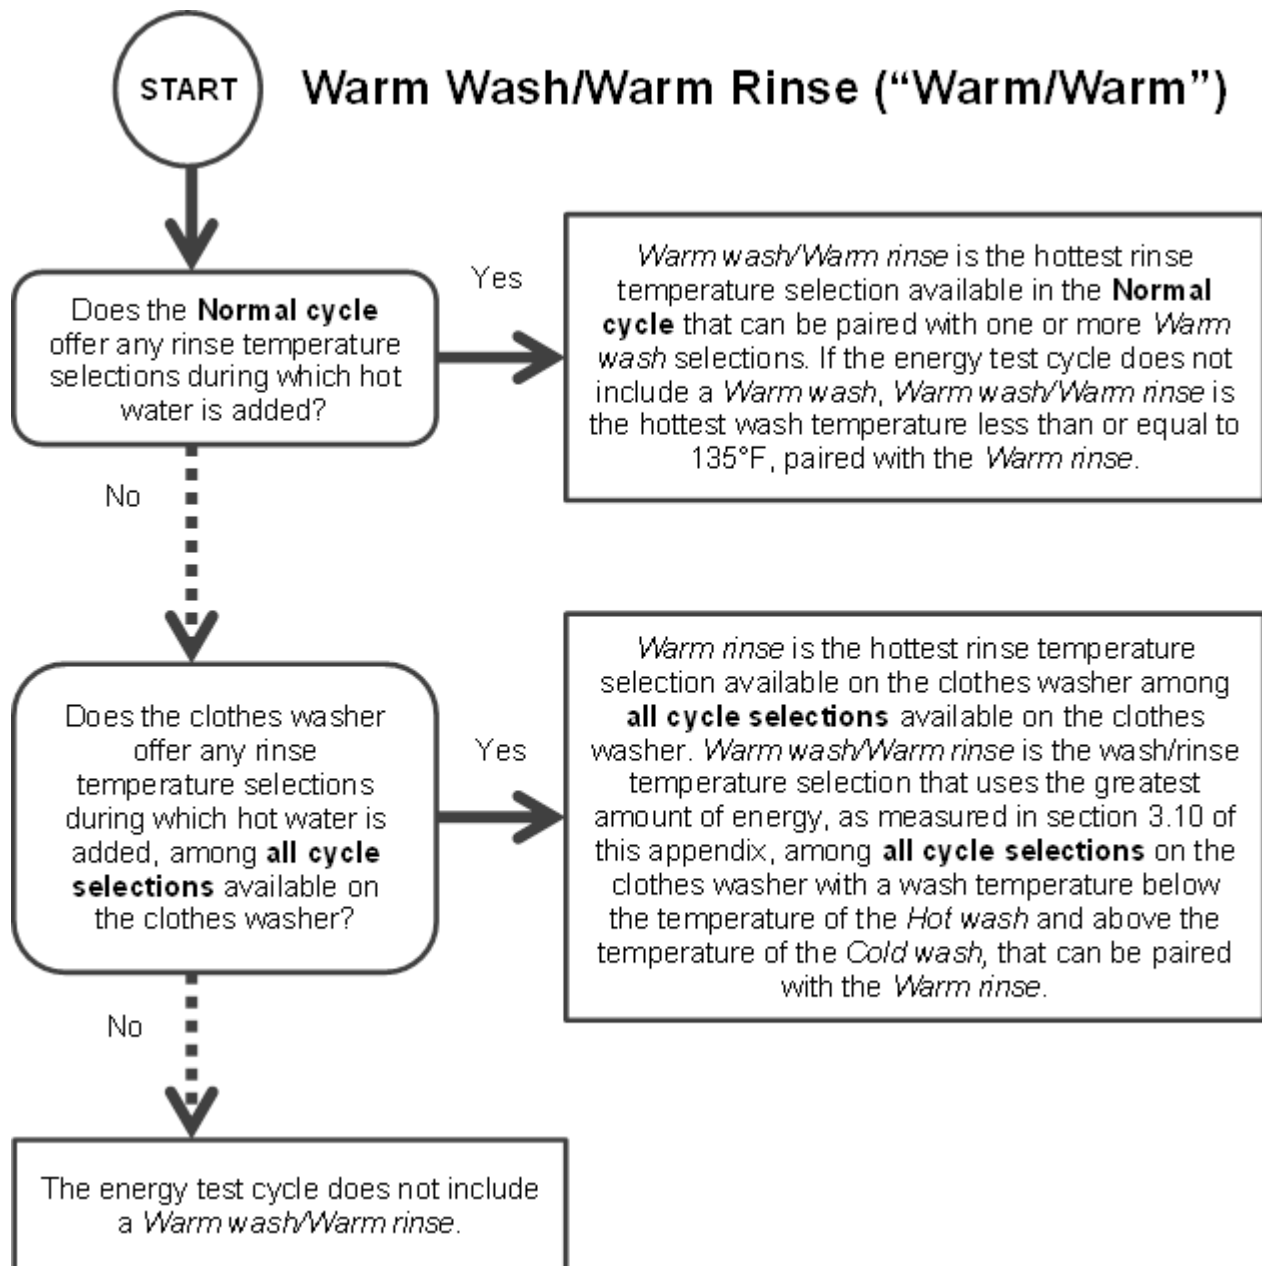 START
Warm Wash/Warm Rinse (“Warm/Warm”)
Does the Normal cycle
offer any rinse temperature
selections during which hot
water is added?
Yes
Warm wash/Warm rinse is the hottest rinse
temperature selection available in the Normal
cycle that can be paired with one or more Warm
wash selections. If the energy test cycle does not
include a Warm wash, Warm wash/Warm rinse is
the hottest wash temperature less than or equal to
135°F, paired with the Warm rinse.
No
Does the clothes washer
offer any rinse
temperature selections
during which hot water is
added, among all cycle
selections available on
the clothes washer?
Yes
Warm rinse is the hottest rinse temperature
selection available on the clothes washer among
all cycle selections available on the clothes
washer. Warm wash/Warm rinse is the wash/rinse
temperature selection that uses the greatest
amount of energy, as measured in section 3.10 of
this appendix, among all cycle selections on the
clothes washer with a wash temperature below
the temperature of the Hot wash and above the
temperature of the Cold wash, that can be paired
with the Warm rinse.
No
The energy test cycle does not include
a Warm wash/Warm rinse.